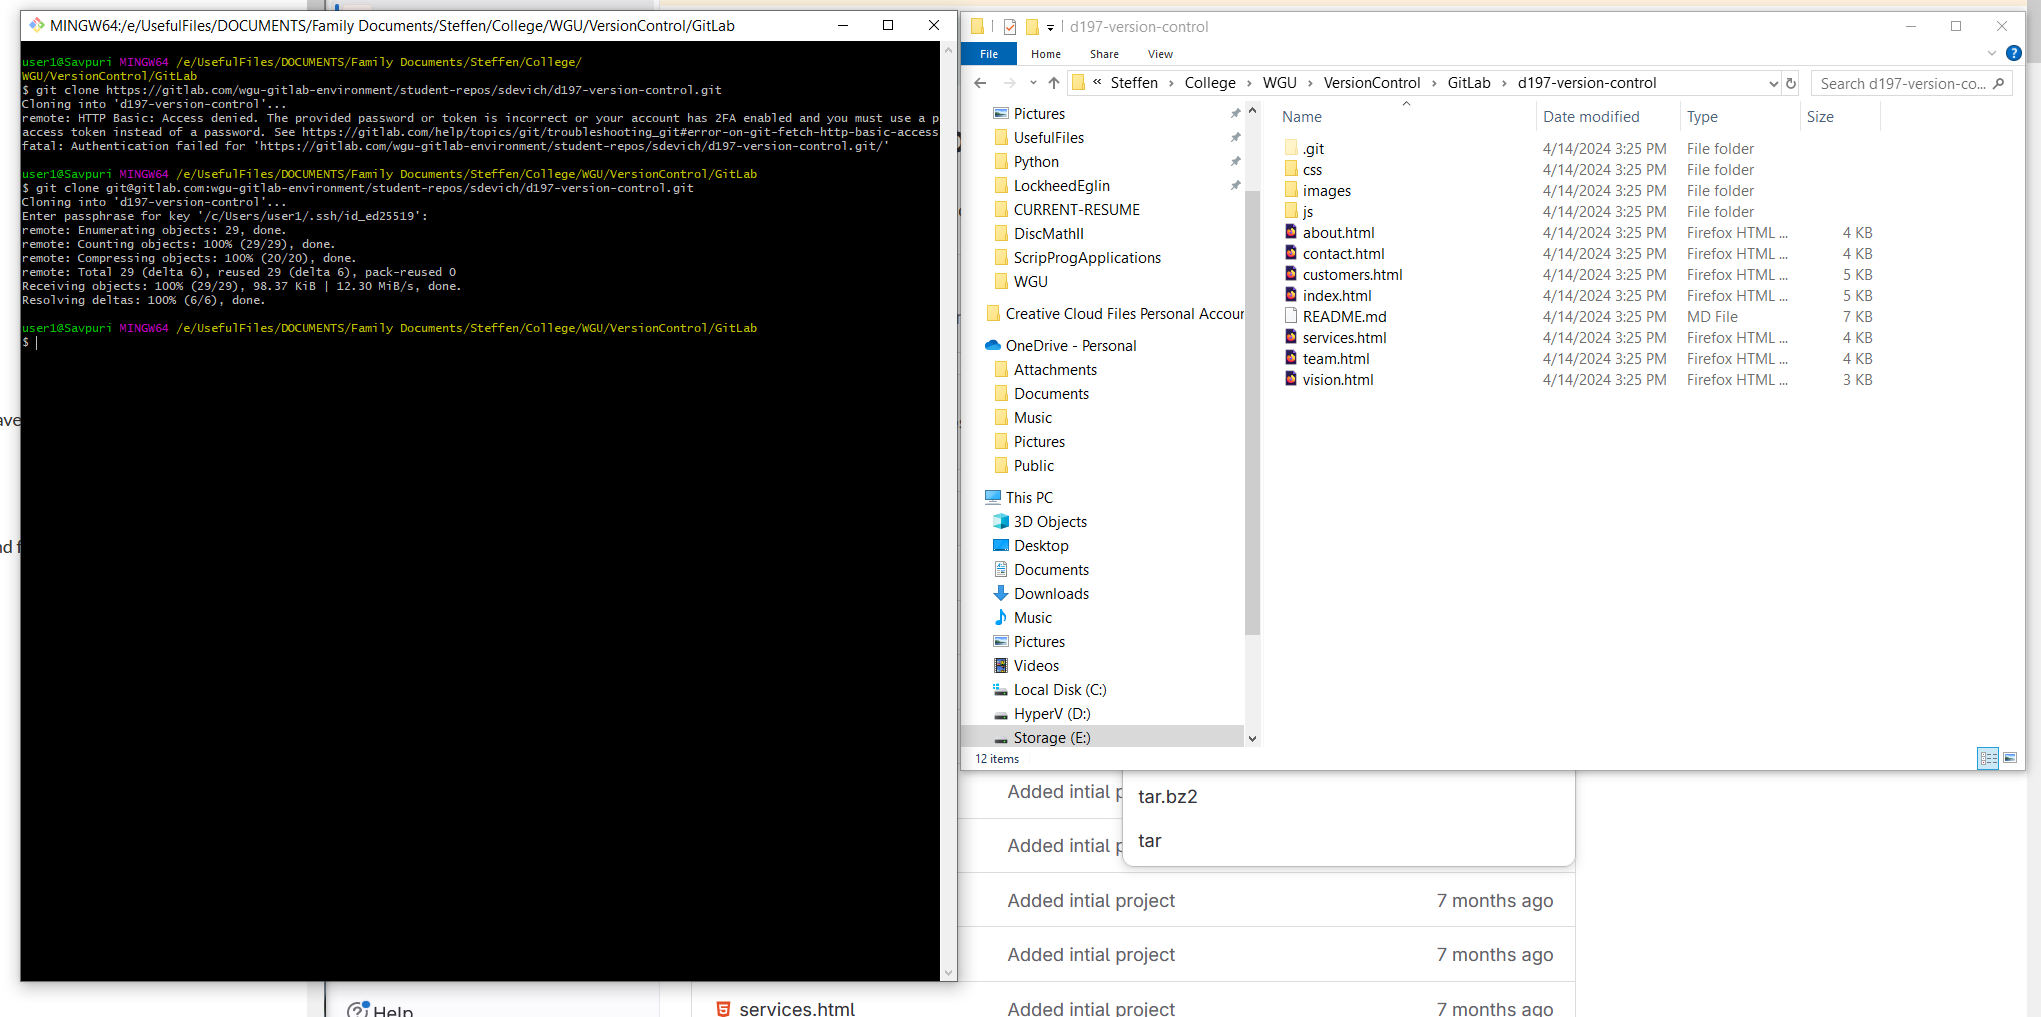 MINGW64:/e/UsefulFiles/DOCUMENTS/Family Documents/Steffen/College/WGU/VersionControl/GitLab
user1@Savpuri MINGW64 /e/UsefulFiles/DOCUMENTS/Family Documents/Steffen/College/
WGU/VersionControl/GitLab
$ git clone https://gitlab.com/wgu-gitlab-environment/student-repos/sdevich/d197-version-control.git
Cloning into 'd197-version-control'...
remote: HTTP Basic: Access denied. The provided password or token is incorrect or your account has 2FA enabled and you must use a p
access token instead of a password. See https://gitlab.com/help/topics/git/troubleshooting_git#error-on-git-fetch-http-basic-access
fatal: Authentication failed for 'https://gitlab.com/wgu-gitlab-environment/student-repos/sdevich/d197-version-control.git/'
user1@Savpuri MINGW64 /e/UsefulFiles/DOCUMENTS/Family Documents/Steffen/College/WGU/VersionControl/GitLab
$ git clone git@gitlab.com:wgu-gitlab-environment/student-repos/sdevich/d197-version-control.git
Cloning into 'd197-version-control'...
Enter passphrase for key '/c/Users/user1/.ssh/id_ed25519':
remote: Enumerating objects: 29, done.
remote: Counting objects: 100% (29/29), done.
remote: Compressing objects: 100% (20/20), done.
remote: Total 29 (delta 6), reused 29 (delta 6), pack-reused 0
Receiving objects: 100% (29/29), 98.37 KiB | 12.30 MiB/s, done.
Resolving deltas: 100% (6/6), done.
user1@Savpuri MINGW64 /e/UsefulFiles/DOCUMENTS/Family Documents/Steffen/College/WGU/VersionControl/GitLab
$
d197-version-control
File Home Share View
« Steffen › College › WGU › VersionControl › GitLab › d197-version-control
Search d197-version-co...
Pictures
UsefulFiles
Python
LockheedEglin
CURRENT-RESUME
DiscMathII
ScripProgApplications
WGU
Creative Cloud Files Personal Accour
OneDrive - Personal
Attachments
Documents
Music
Pictures
Public
This PC
3D Objects
Desktop
Documents
Downloads
Music
Pictures
Videos
Local Disk (C:)
HyperV (D:)
Storage (E:)
Name Date modified Type Size
.git 4/14/2024 3:25 PM File folder
css 4/14/2024 3:25 PM File folder
images 4/14/2024 3:25 PM File folder
js 4/14/2024 3:25 PM File folder
about.html 4/14/2024 3:25 PM Firefox HTML ... 4 KB
contact.html 4/14/2024 3:25 PM Firefox HTML ... 4 KB
customers.html 4/14/2024 3:25 PM Firefox HTML ... 5 KB
index.html 4/14/2024 3:25 PM Firefox HTML ... 5 KB
README.md 4/14/2024 3:25 PM MD File 7 KB
services.html 4/14/2024 3:25 PM Firefox HTML ... 4 KB
team.html 4/14/2024 3:25 PM Firefox HTML ... 4 KB
vision.html 4/14/2024 3:25 PM Firefox HTML ... 3 KB
12 items
Added intial p
tar.bz2
tar
Added intial p
Added intial project 7 months ago
Added intial project 7 months ago
Help
services.html Added intial project 7 months ago